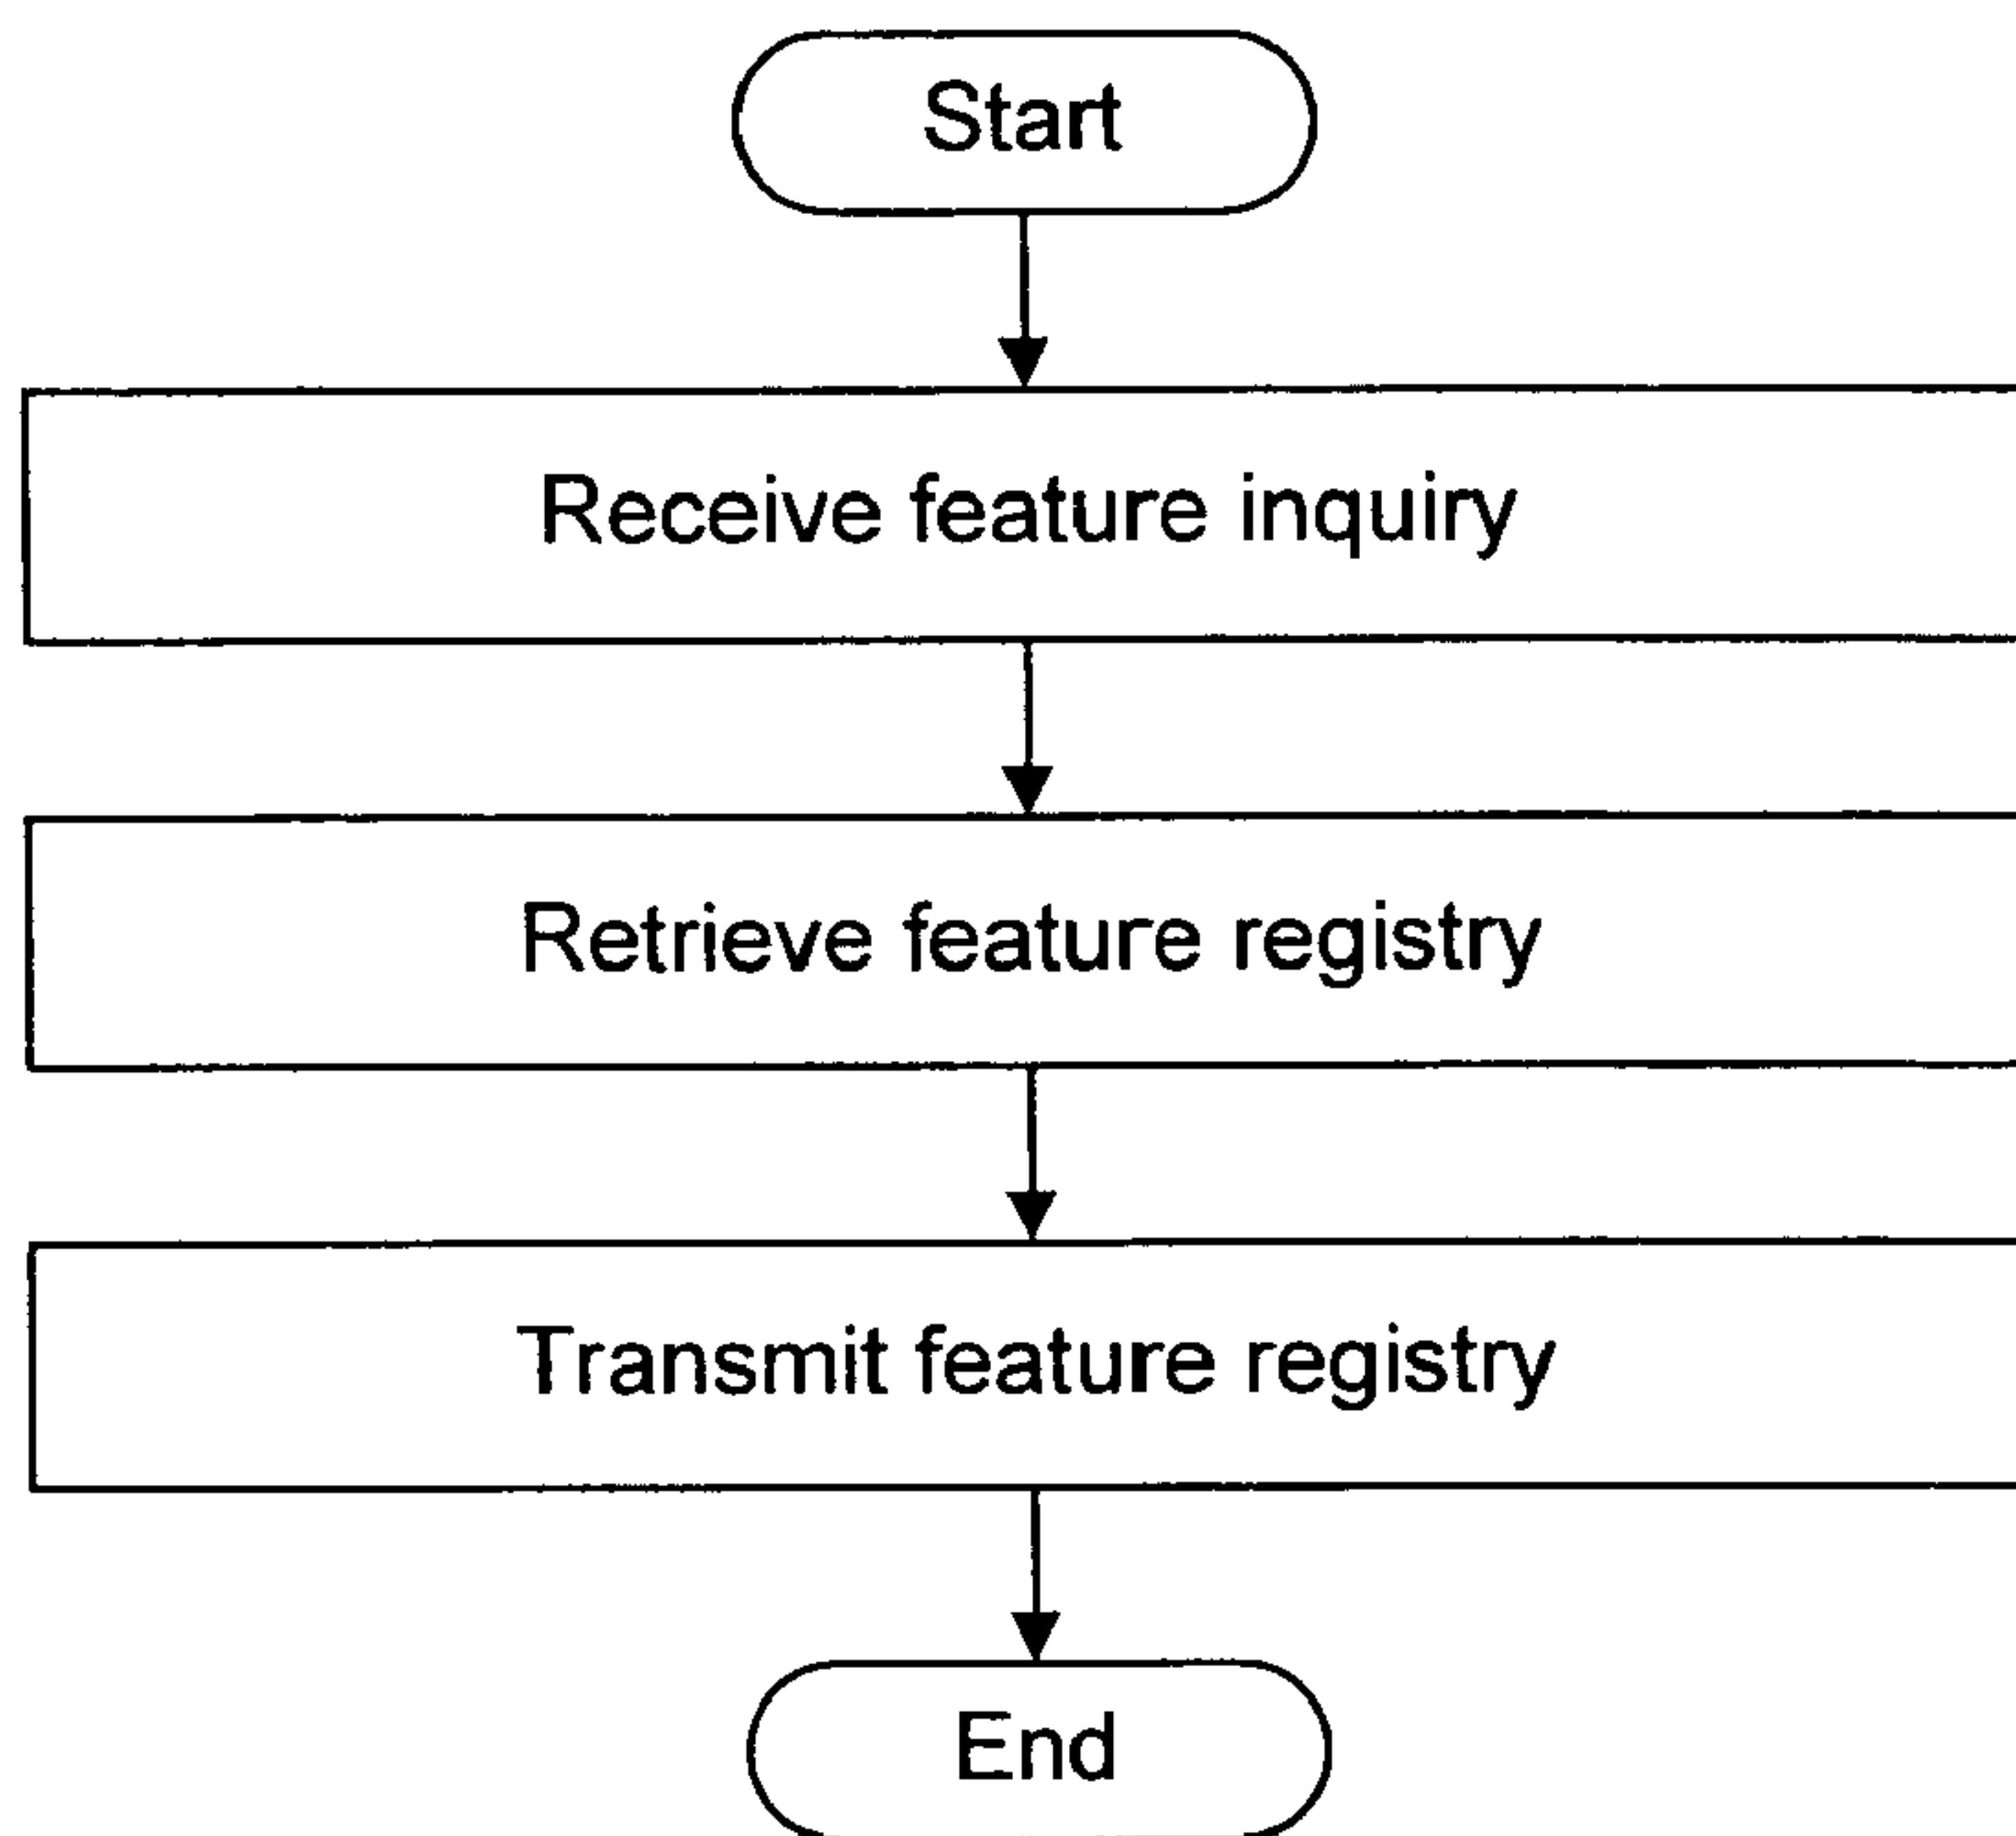 Start
Receive feature inquiry
Retrieve feature registry
Transmit feature registry
End